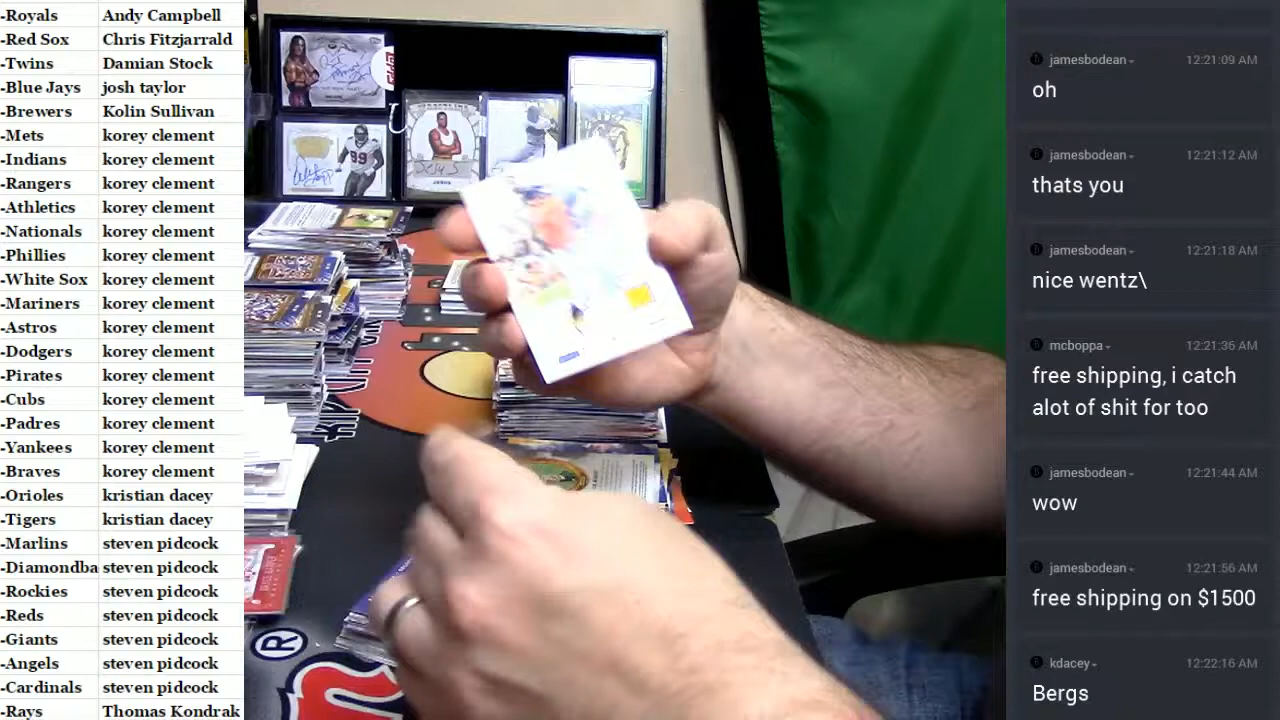 -Royals Andy Campbell
-Red Sox Chris Fitzjarrald
-Twins Damian Stock
-Blue Jays josh taylor
-Brewers Kolin Sullivan
-Mets korey clement
-Indians korey clement
-Rangers korey clement
-Athletics korey clement
-Nationals korey clement
-Phillies korey clement
-White Sox korey clement
-Mariners korey clement
-Astros korey clement
-Dodgers korey clement
-Pirates korey clement
-Cubs korey clement
-Padres korey clement
-Yankees korey clement
-Braves korey clement
-Orioles kristian dacey
-Tigers kristian dacey
-Marlins steven pidcock
-Diamondba steven pidcock
-Rockies steven pidcock
-Reds steven pidcock
-Giants steven pidcock
-Angels steven pidcock
-Cardinals steven pidcock
-Rays Thomas Kondrak
99
®
jamesbodean 12:21:09 AM
oh
jamesbodean 12:21:12 AM
thats you
jamesbodean 12:21:18 AM
nice wentz\
mcboppa 12:21:36 AM
free shipping, i catch
alot of shit for too
jamesbodean 12:21:44 AM
wow
jamesbodean 12:21:56 AM
free shipping on $1500
kdacey 12:22:16 AM
Bergs